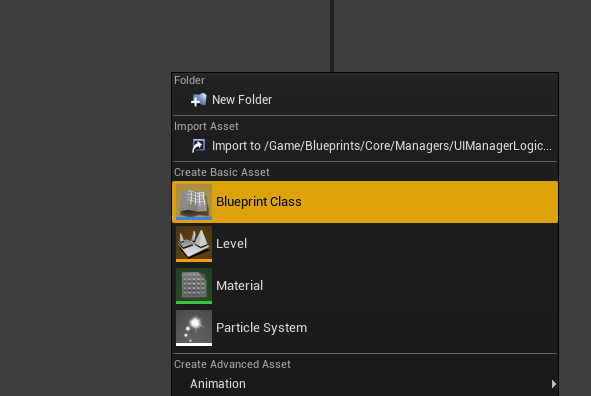 Folder
New Folder
Import Asset
Import to /Game/Blueprints/Core/Managers/UIManagerLogic...
Create Basic Asset
Blueprint Class
Level
Material
Particle System
Create Advanced Asset
Animation